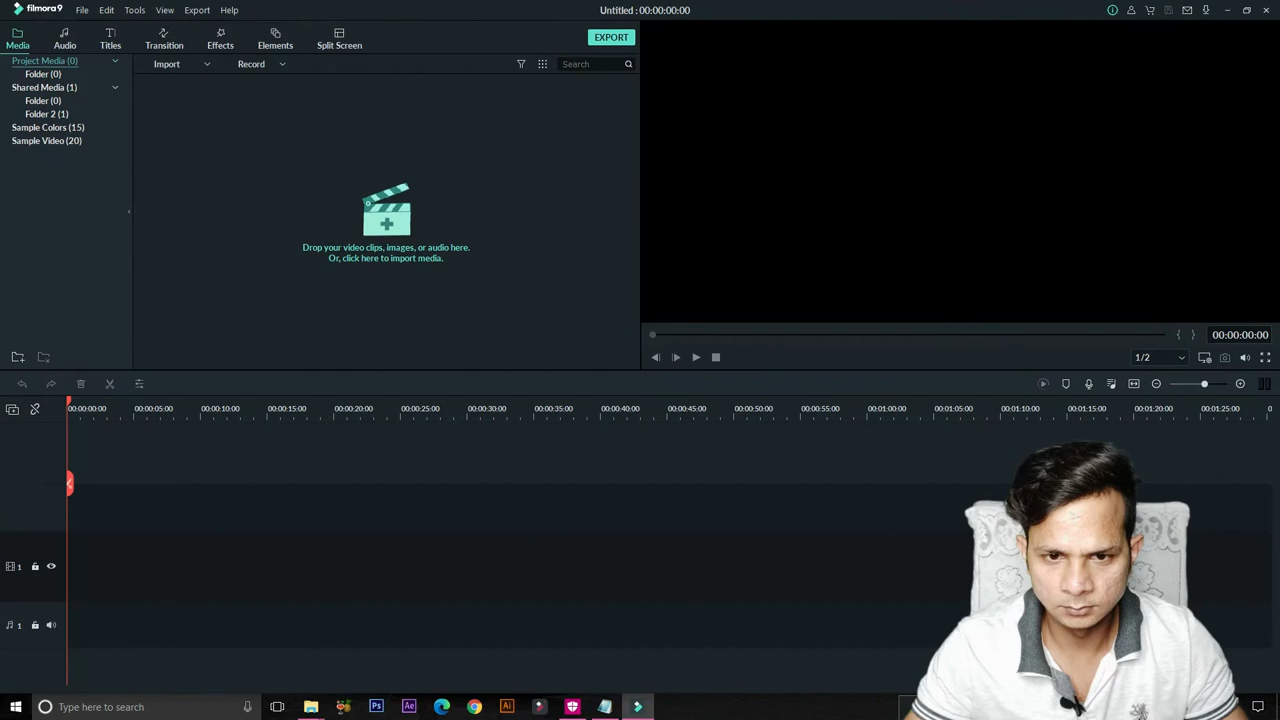 filmora9 File Edit Tools View Export Help Untitled : 00:00:00:00
Media Audio Titles Transition Effects Elements Split Screen EXPORT
Project Media (0)
Folder (0)
Shared Media (1)
Folder (0)
Folder 2 (1)
Sample Colors (15)
Sample Video (20)
Import Record Search
Drop your video clips, images, or audio here.
Or, click here to import media.
00:00:00:00
1/2
00:00:00:00 00:00:05:00 00:00:10:00 00:00:15:00 00:00:20:00 00:00:25:00 00:00:30:00 00:00:35:00 00:00:40:00 00:00:45:00 00:00:50:00 00:00:55:00 00:01:00:00 00:01:05:00 00:01:10:00 00:01:15:00 00:01:20:00 00:01:25:00 0
1
1
Type here to search Ps Ae Ai